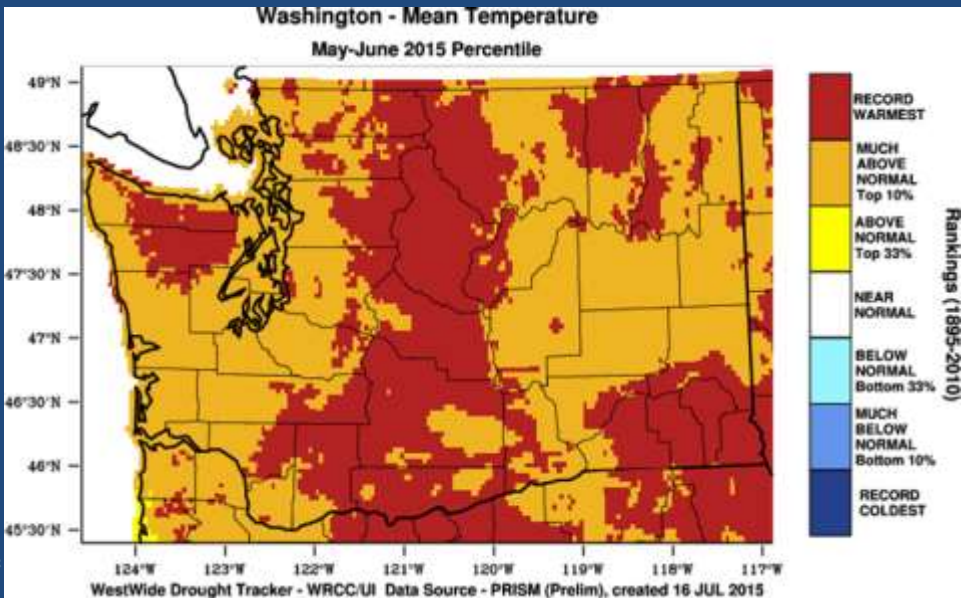 Washington - Mean Temperature
May-June 2015 Percentile
49°N
48°30'N
48°N
47°30'N
47°N
46°30'N
46°N
45°30'N
124°W
123°W
122°W
121°W
120°W
119°W
118°W
117°W
RECORD
WARMEST
MUCH
ABOVE
NORMAL
Top 10%
ABOVE
NORMAL
Top 33%
NEAR
NORMAL
BELOW
NORMAL
Bottom 33%
MUCH
BELOW
NORMAL
Bottom 10%
RECORD
COLDEST
Rankings (1895-2010)
WestWide Drought Tracker - WRCC/UI Data Source - PRISM (Prelim), created 16 JUL 2015